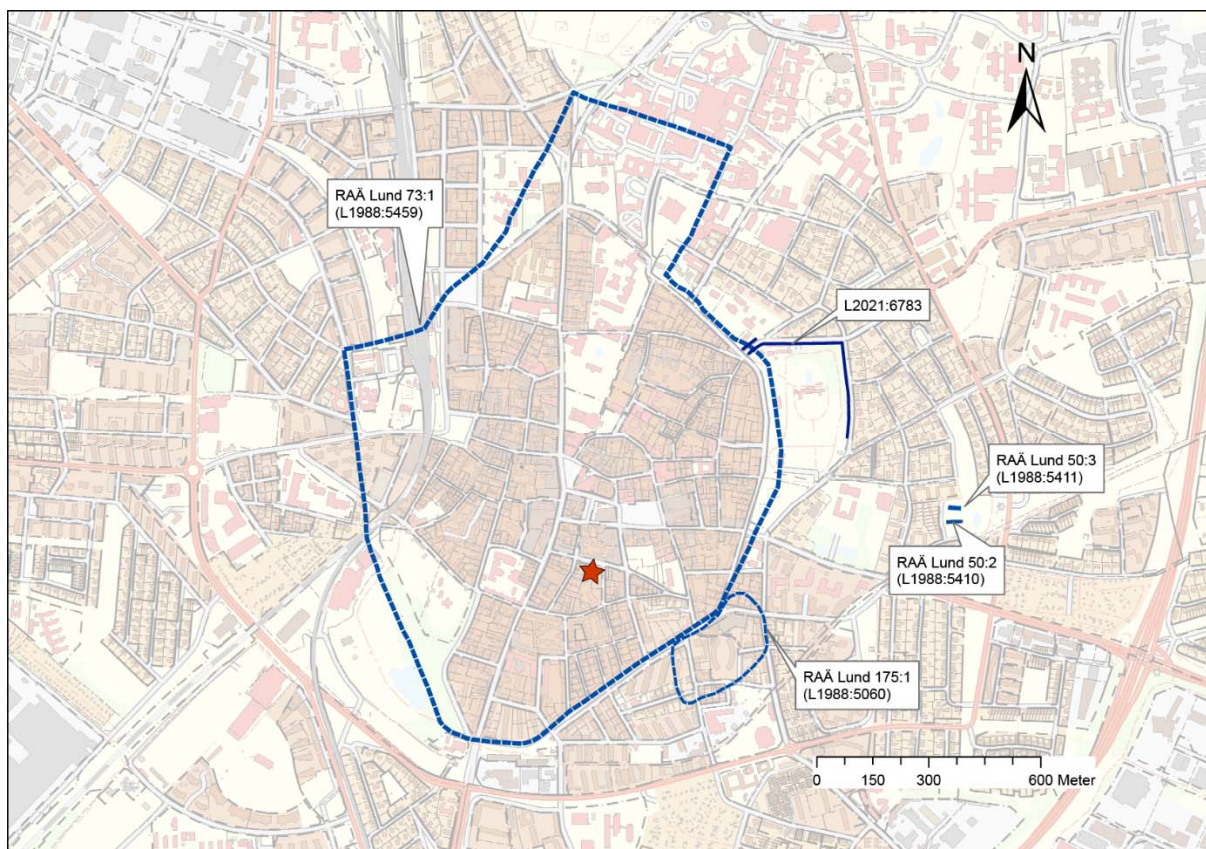 N
RAÄ Lund 73:1
(L1988:5459)
L2021:6783
RAÄ Lund 50:3
(L1988:5411)
RAÄ Lund 50:2
(L1988:5410)
RAÄ Lund 175:1
(L1988:5060)
0 150 300 600 Meter